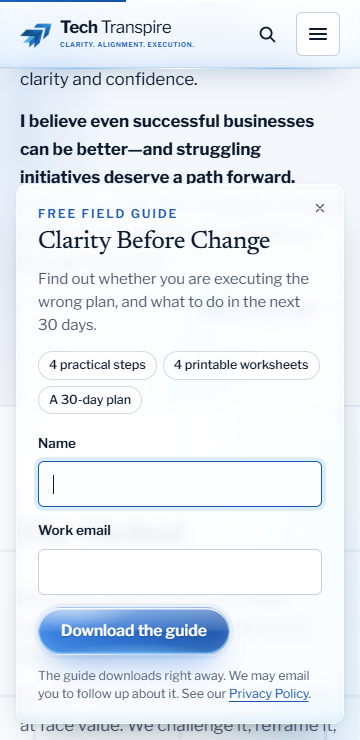 Tech Transpire
CLARITY. ALIGNMENT. EXECUTION.
clarity and confidence.
I believe even successful businesses
can be better—and struggling
initiatives deserve a path forward.
×
FREE FIELD GUIDE
Clarity Before Change
Find out whether you are executing the
wrong plan, and what to do in the next
30 days.
4 practical steps
4 printable worksheets
A 30-day plan
Name
Work email
Download the guide
The guide downloads right away. We may email
you to follow up about it. See our Privacy Policy.
at face value. We challenge it, reframe it,